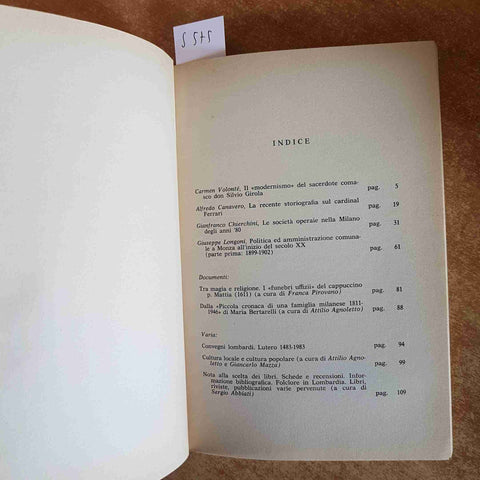 S 575
INDICE
Carmen Volonté, Il «modernismo» del sacerdote coma-
sco don Silvio Girola pag. 5
Alfredo Canavero, La recente storiografia sul cardinal
Ferrari pag. 19
Gianfranco Chierchini, Le società operaie nella Milano
degli anni '80 pag. 31
Giuseppe Longoni, Politica ed amministrazione comuna-
le a Monza all'inizio del secolo XX
(parte prima: 1899-1902) pag. 61
Documenti:
Tra magia e religione. I «funebri uffizii» del cappuccino
p. Mattia (1611) (a cura di Franca Pirovano) pag. 81
Dalla «Piccola cronaca di una famiglia milanese 1811-
1946» di Maria Bertarelli (a cura di Attilio Agnoletto) pag. 88
Varia:
Convegni lombardi. Lutero 1483-1983 pag. 94
Cultura locale e cultura popolare (a cura di Attilio Agno-
letto e Giancarlo Mazza) pag. 99
Nota alla scelta dei libri. Schede e recensioni. Infor-
mazione bibliografica. Folclore in Lombardia. Libri,
riviste, pubblicazioni varie pervenute (a cura di
Sergio Abbiati) pag. 109